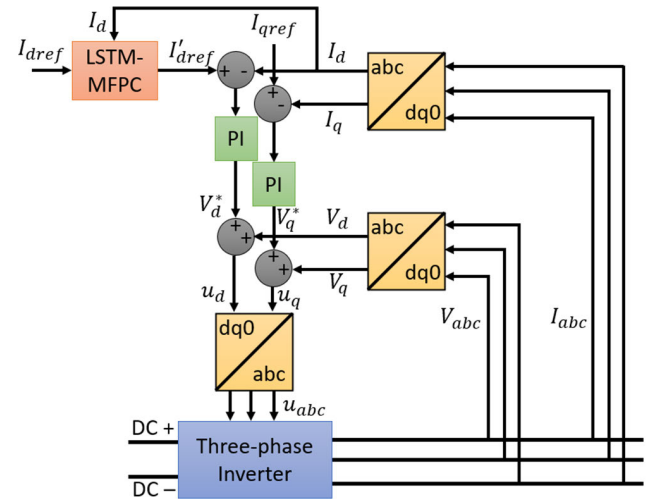 I_d
I_dref
LSTM-
MFPC
I'_dref
I_qref
I_d
abc
dq0
+ -
+
-
I_q
PI
PI
V_d^*
V_q^*
V_d
abc
dq0
+
+
+
+
V_q
u_d
u_q
V_abc
I_abc
dq0
abc
u_abc
DC +
DC –
Three-phase
Inverter